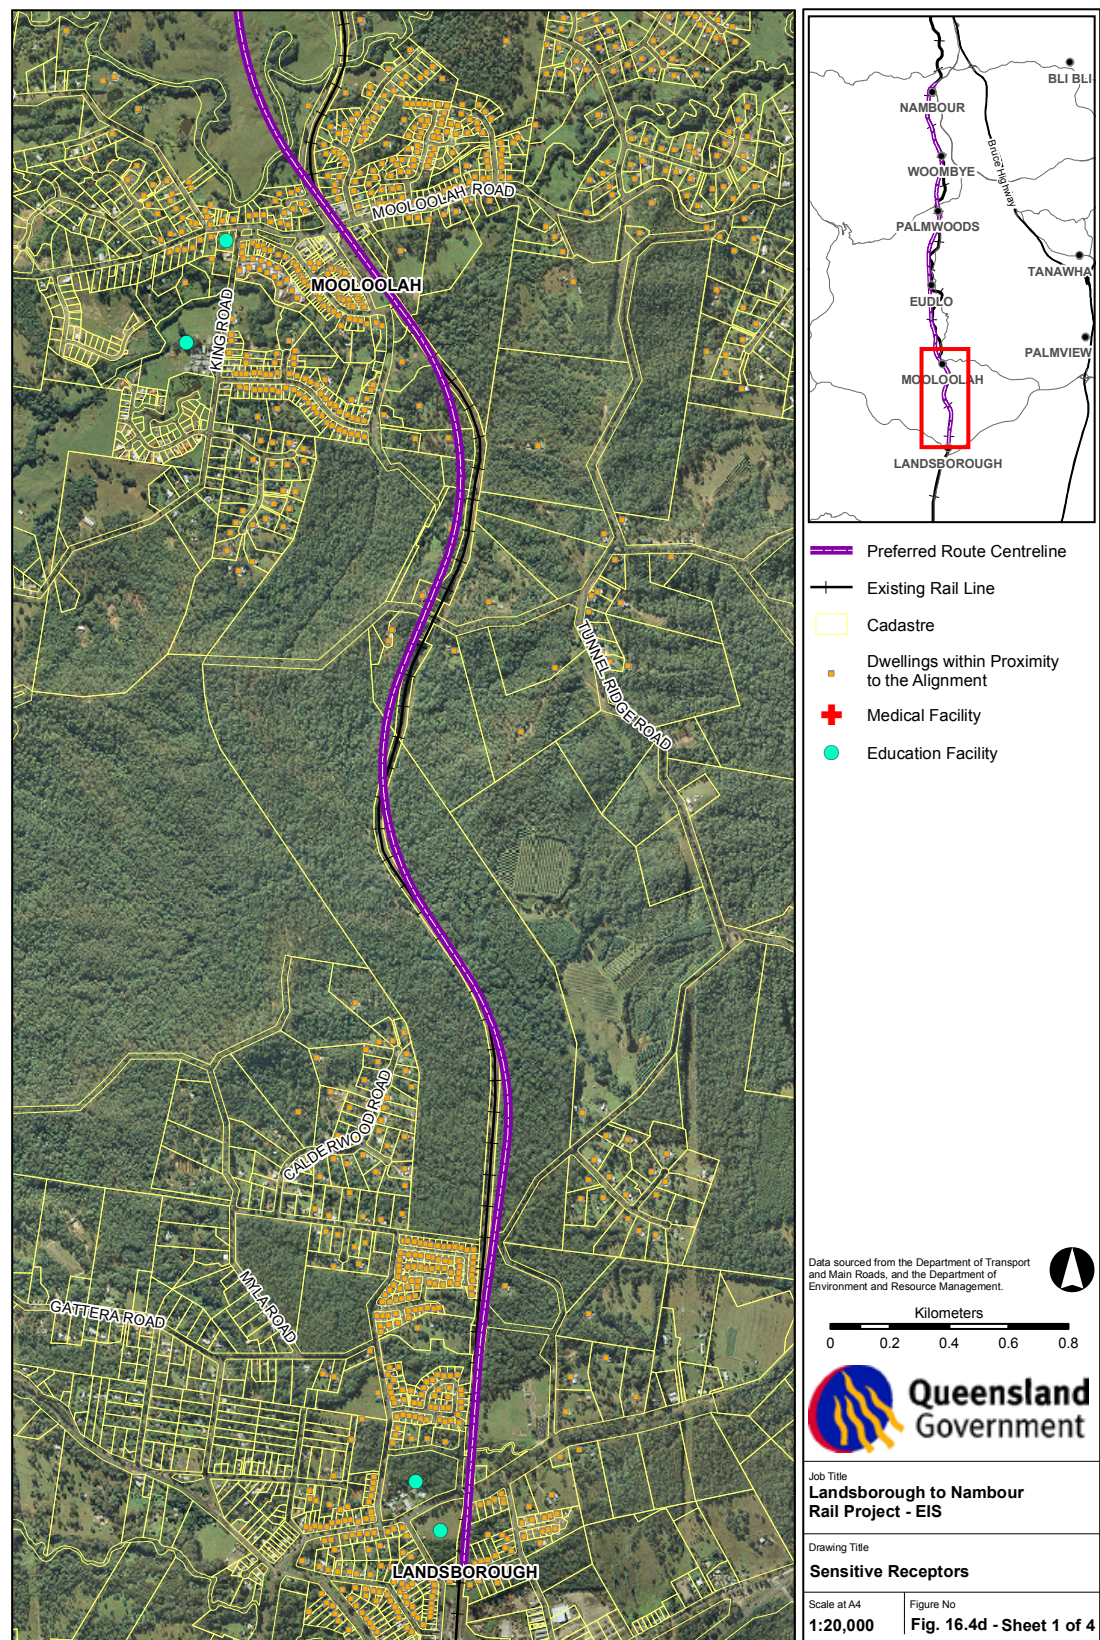 MOOLOOLAH ROAD
MOOLOOLAH
KING ROAD
TUNNEL RIDGE ROAD
CALDERWOOD ROAD
MYLA ROAD
GATTERA ROAD
LANDSBOROUGH
BLI BLI
NAMBOUR
Bruce Highway
WOOMBYE
PALMWOODS
TANAWHA
EUDLO
PALMVIEW
MOOLOOLAH
LANDSBOROUGH
Preferred Route Centreline
Existing Rail Line
Cadastre
Dwellings within Proximity
to the Alignment
Medical Facility
Education Facility
Data sourced from the Department of Transport
and Main Roads, and the Department of
Environment and Resource Management.
Kilometers
0 0.2 0.4 0.6 0.8
Queensland
Government
Job Title
Landsborough to Nambour
Rail Project - EIS
Drawing Title
Sensitive Receptors
Scale at A4
1:20,000
Figure No
Fig. 16.4d - Sheet 1 of 4